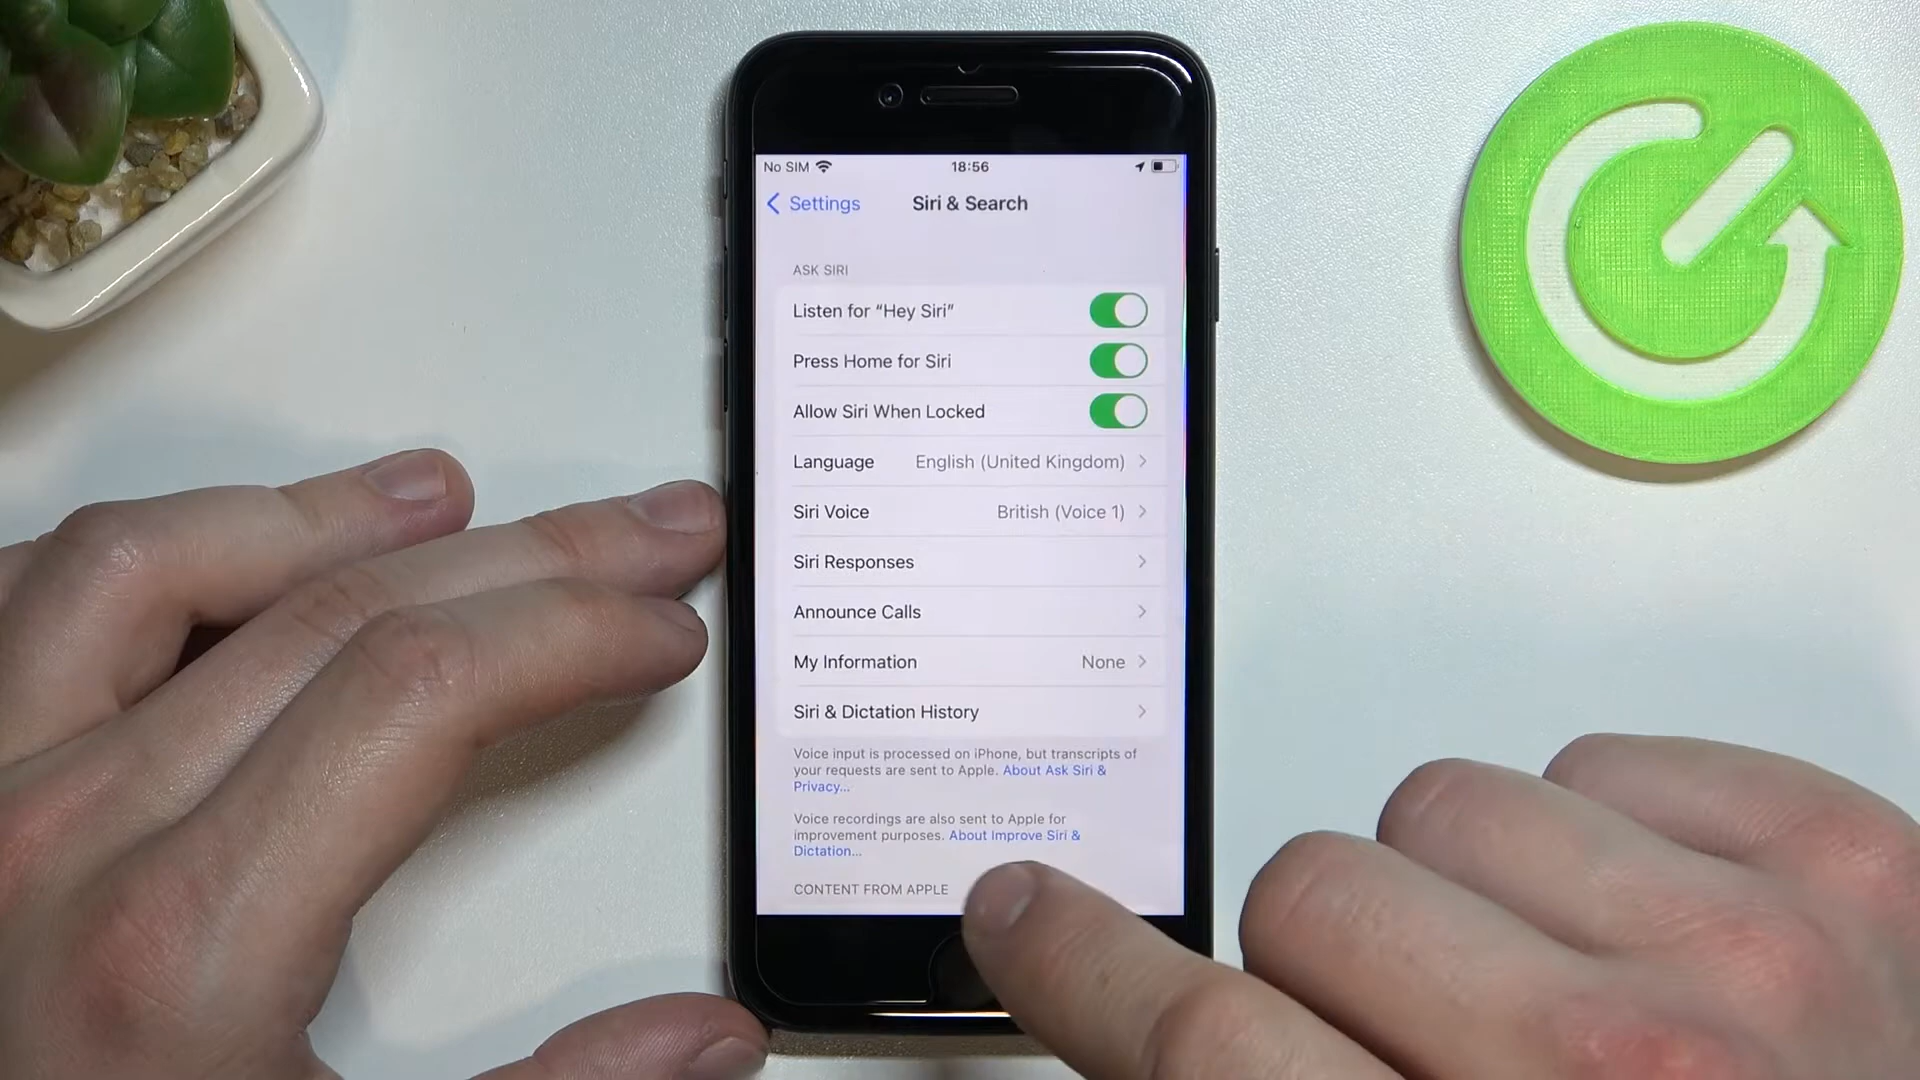 No SIM 18:56
Settings Siri & Search
ASK SIRI
Listen for “Hey Siri”
Press Home for Siri
Allow Siri When Locked
Language English (United Kingdom)
Siri Voice British (Voice 1)
Siri Responses
Announce Calls
My Information None
Siri & Dictation History
Voice input is processed on iPhone, but transcripts of
your requests are sent to Apple. About Ask Siri &
Privacy...
Voice recordings are also sent to Apple for
improvement purposes. About Improve Siri &
Dictation...
CONTENT FROM APPLE